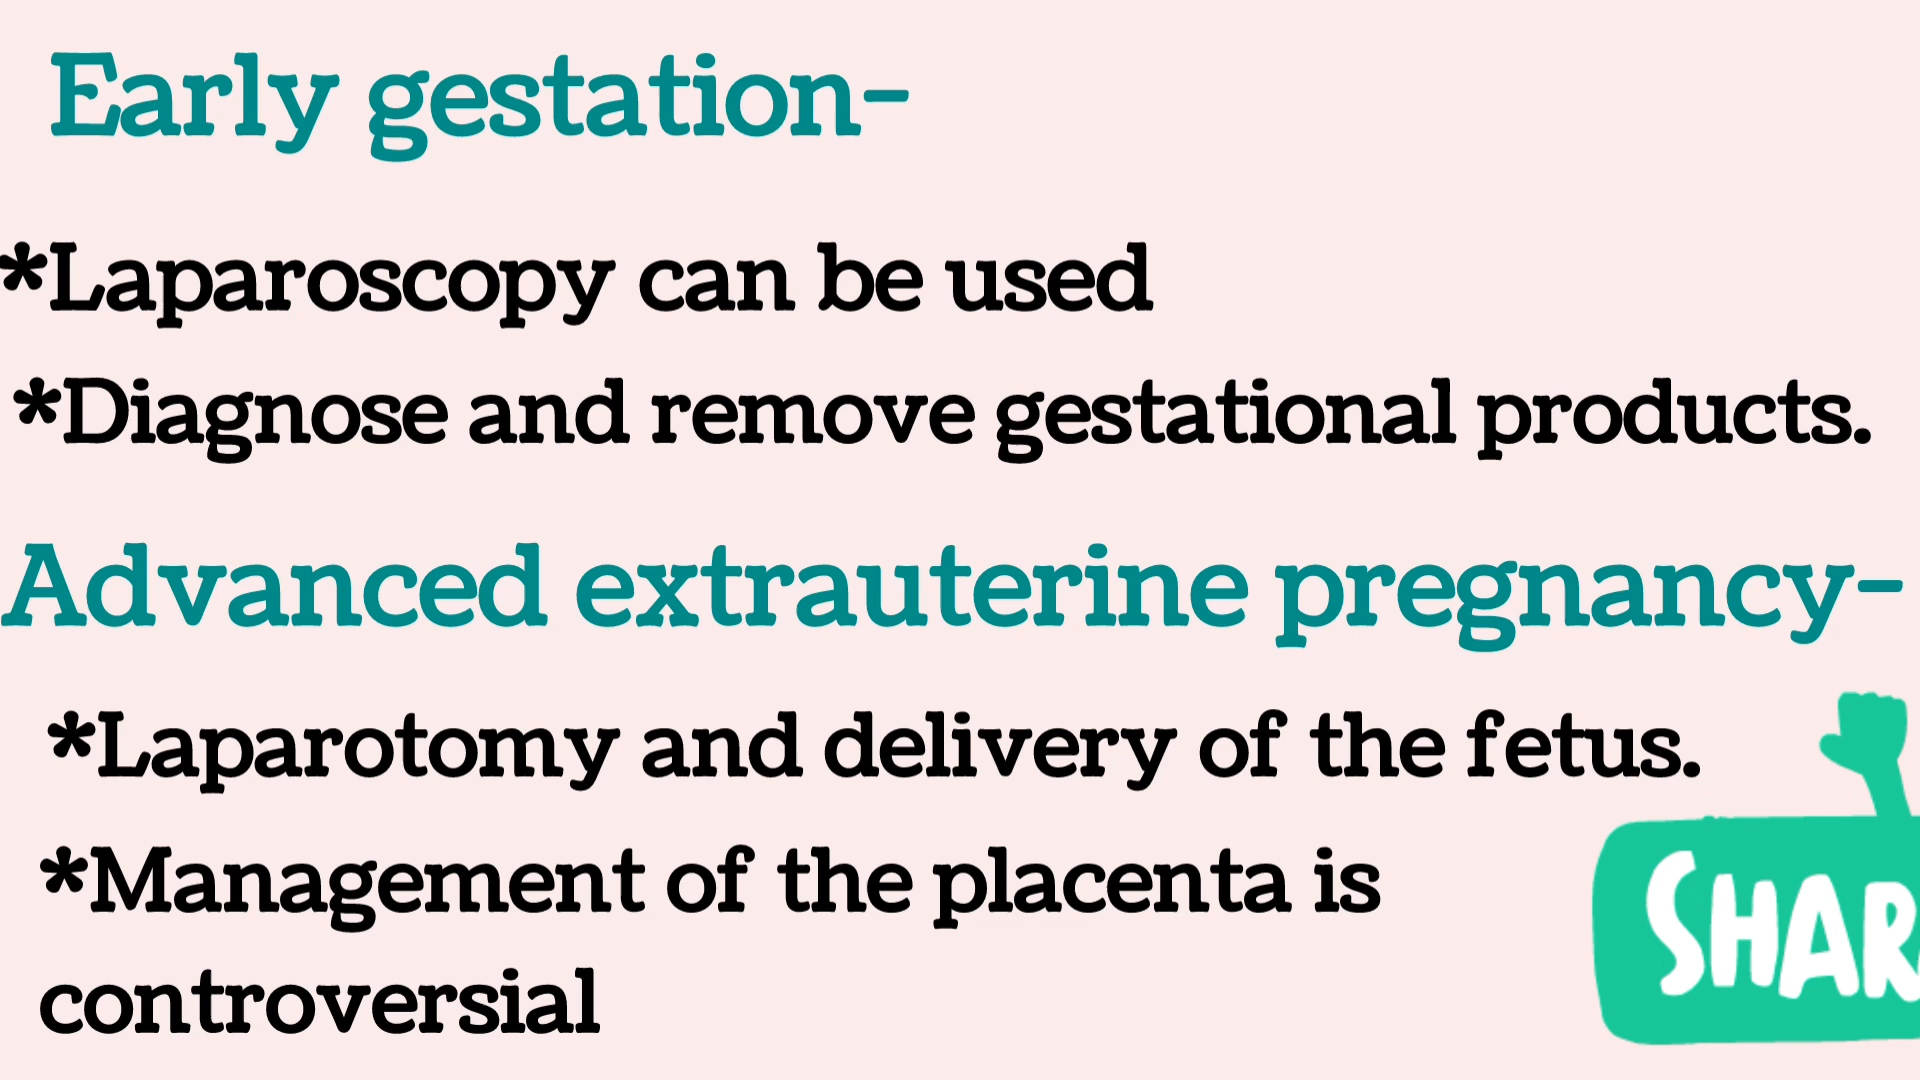 Early gestation-
*Laparoscopy can be used
*Diagnose and remove gestational products.
Advanced extrauterine pregnancy-
*Laparotomy and delivery of the fetus.
*Management of the placenta is
controversial
SHAR